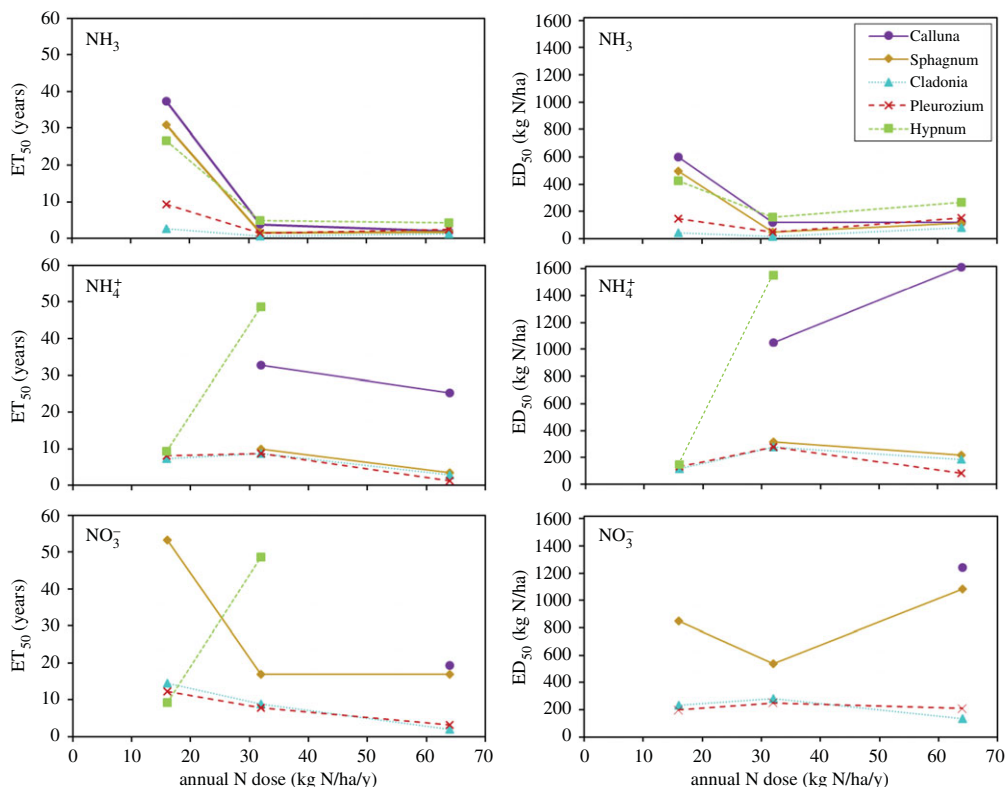 60
50
40
30
20
10
0
ET50 (years)
NH3
1600
1400
1200
1000
800
600
400
200
0
ED50 (kg N/ha)
NH3
Calluna
Sphagnum
Cladonia
Pleurozium
Hypnum
60
50
40
30
20
10
0
ET50 (years)
NH4+
1600
1400
1200
1000
800
600
400
200
0
ED50 (kg N/ha)
NH4+
60
50
40
30
20
10
0
ET50 (years)
NO3−
0 10 20 30 40 50 60 70
annual N dose (kg N/ha/y)
1600
1400
1200
1000
800
600
400
200
0
ED50 (kg N/ha)
NO3−
0 10 20 30 40 50 60 70
annual N dose (kg N/ha/y)